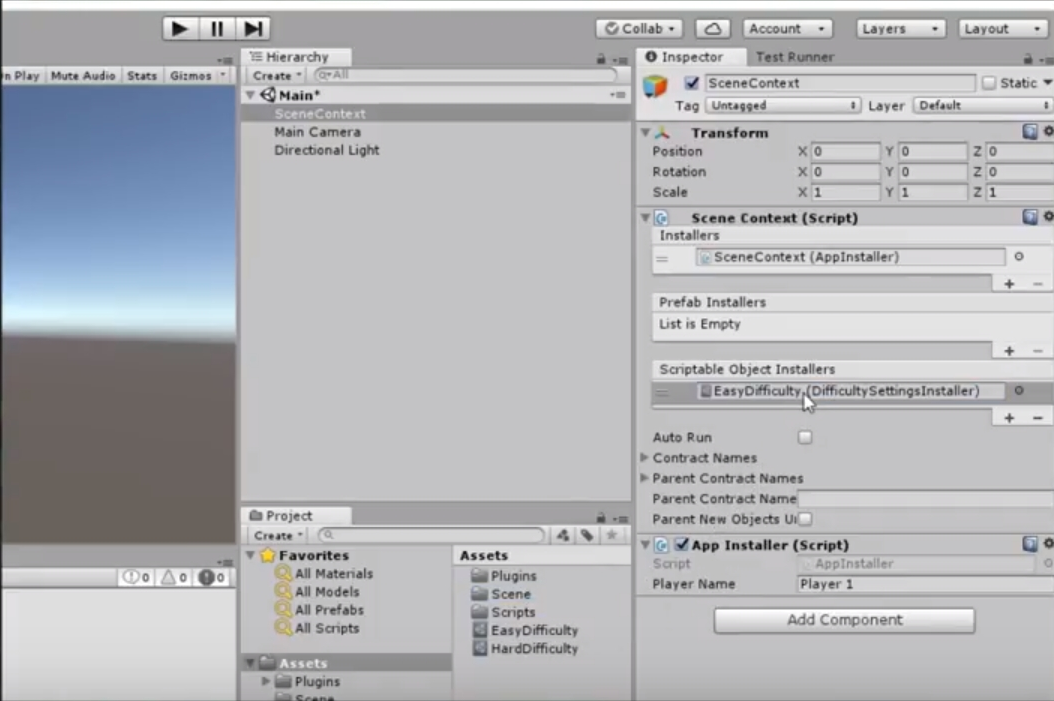 Collab
Account
Layers
Layout
Hierarchy
Inspector
Test Runner
n Play Mute Audio Stats Gizmos
Create
All
SceneContext
Static
Main*
Tag Untagged Layer Default
SceneContext
Main Camera
Directional Light
Transform
Position X 0 Y 0 Z 0
Rotation X 0 Y 0 Z 0
Scale X 1 Y 1 Z 1
Scene Context (Script)
Installers
SceneContext (AppInstaller)
+ −
Prefab Installers
List is Empty
+ −
Scriptable Object Installers
EasyDifficulty (DifficultySettingsInstaller)
+ −
Auto Run
Contract Names
Parent Contract Names
Parent Contract Name
Parent New Objects U
Project
Create
Favorites
All Materials
All Models
All Prefabs
All Scripts
Assets
Plugins
Scene
Assets
Plugins
Scene
Scripts
EasyDifficulty
HardDifficulty
0 0 0
App Installer (Script)
Script AppInstaller
Player Name Player 1
Add Component